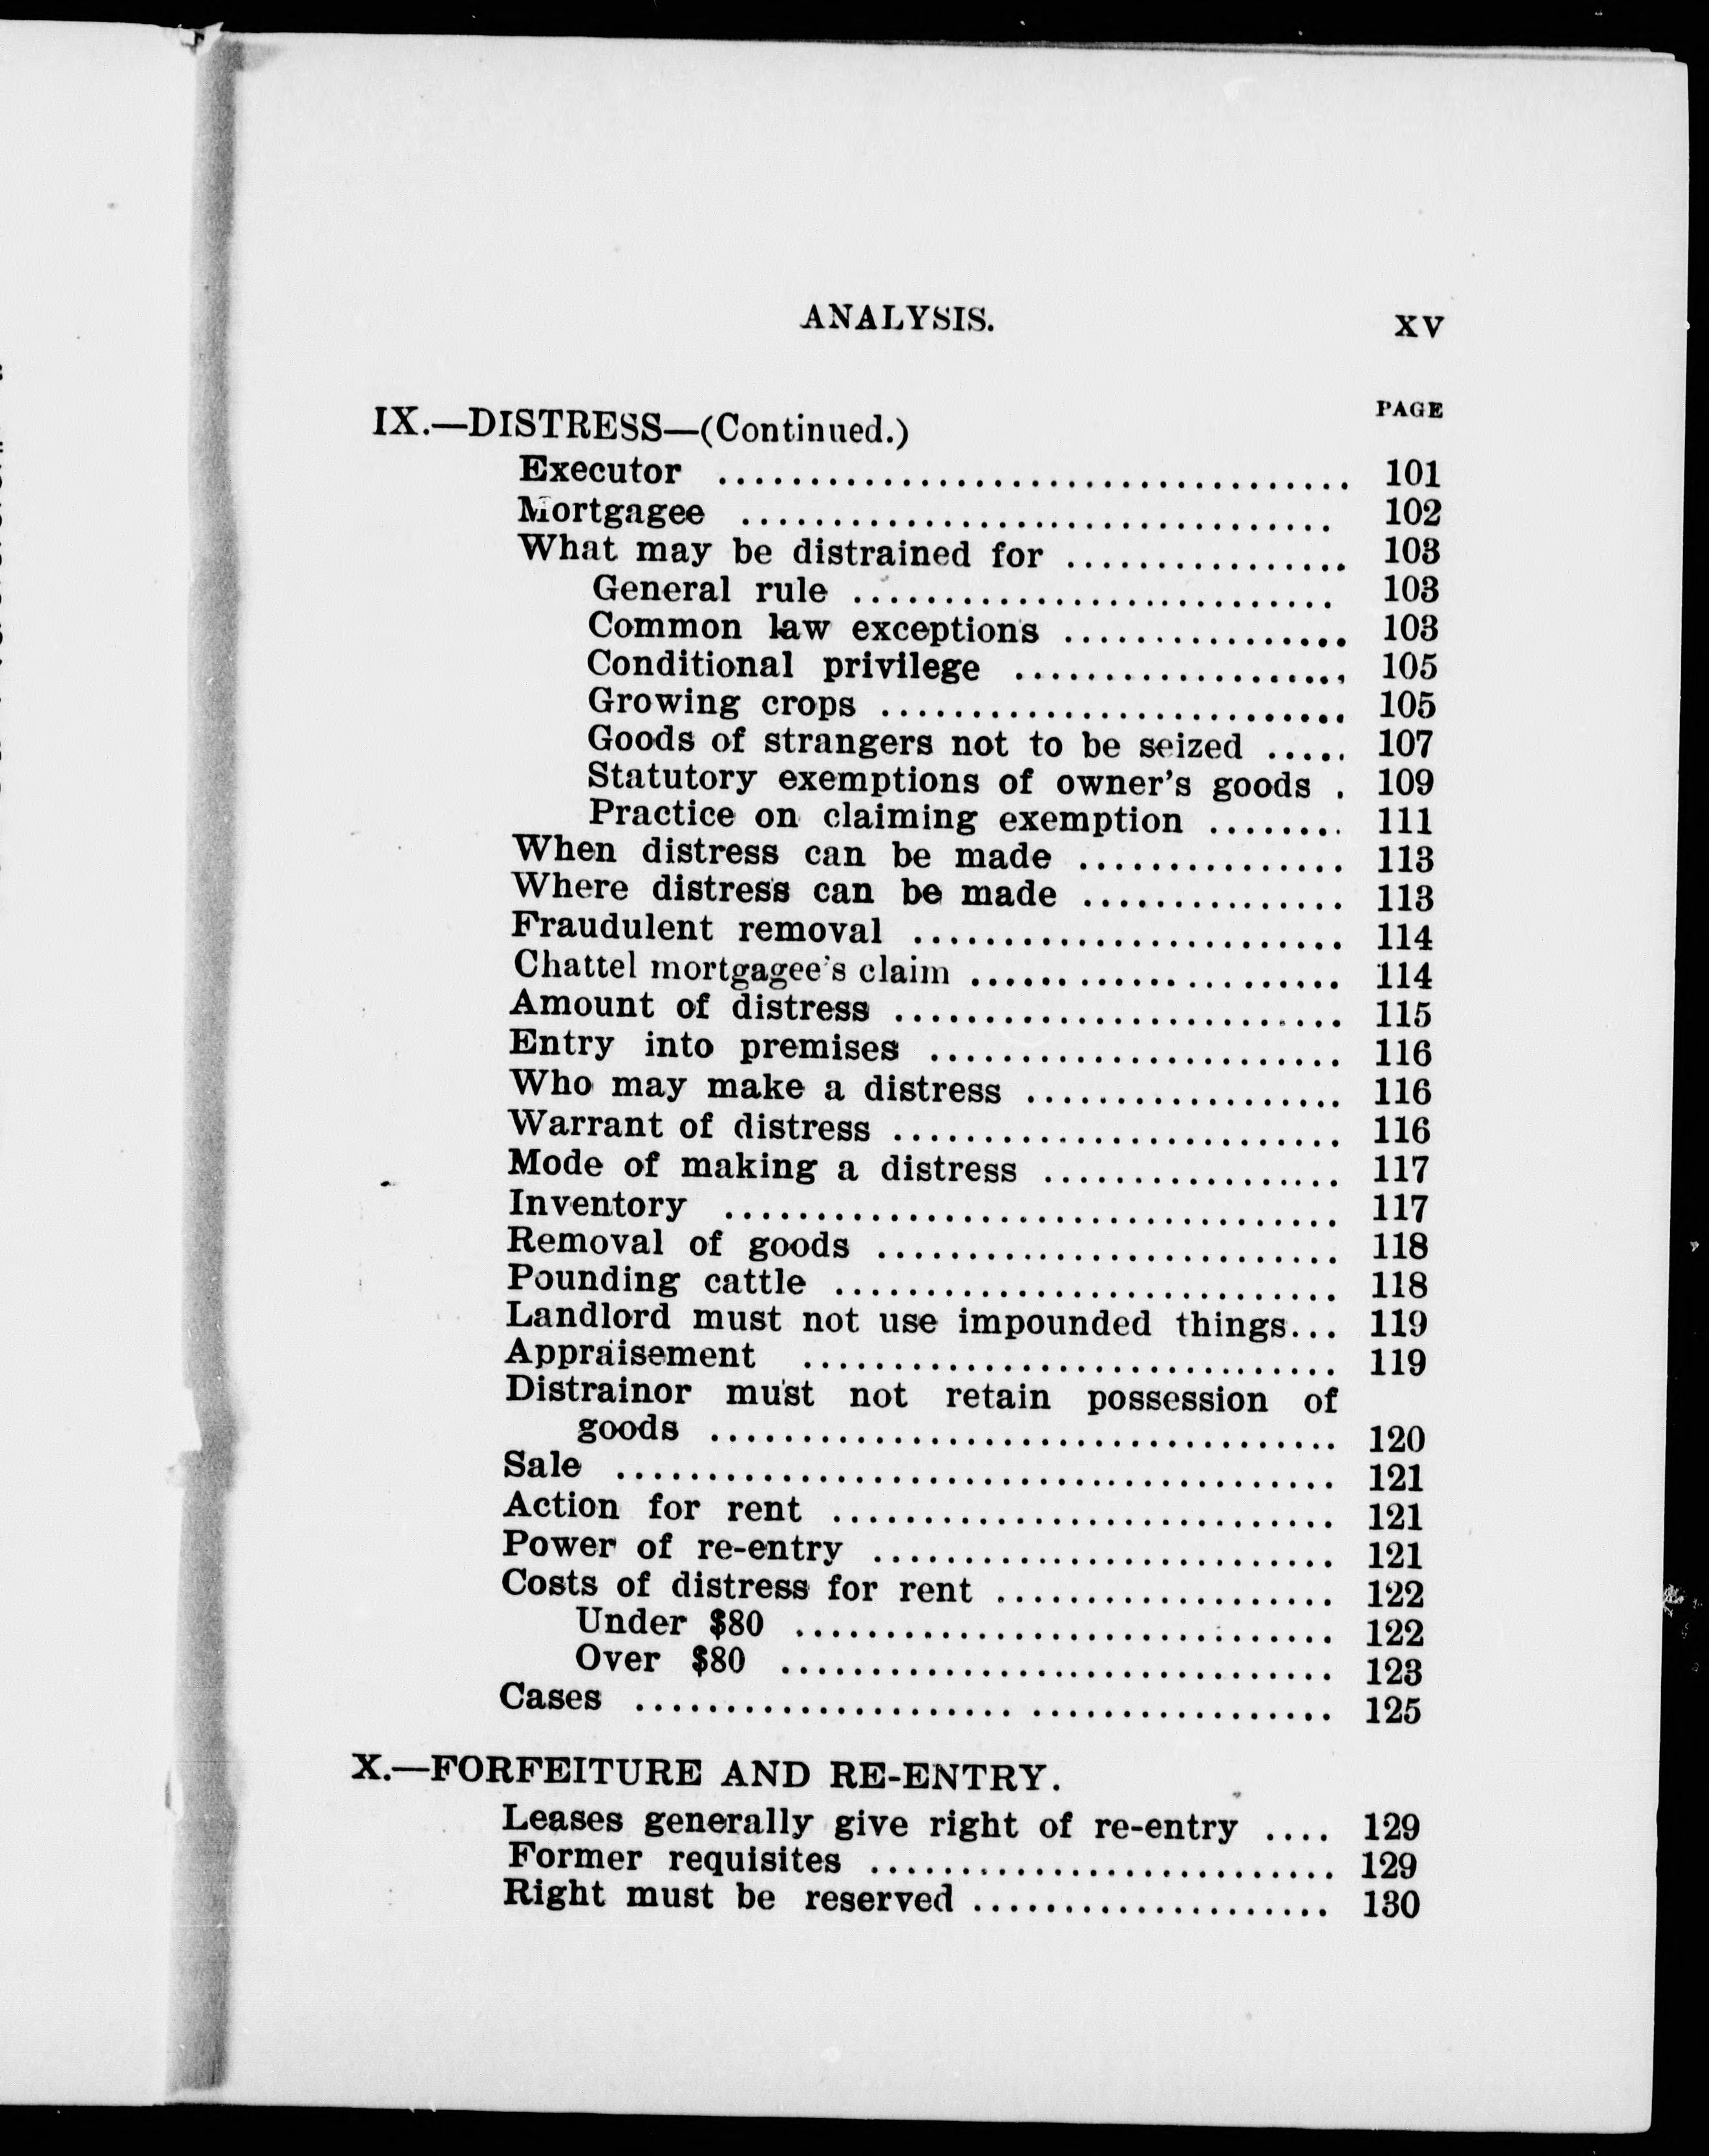 ANALYSIS. XV
PAGE
IX.—DISTRESS—(Continued.)
Executor ................................... 101
Mortgagee ................................. 102
What may be distrained for ................ 103
General rule ........................... 103
Common law exceptions ................ 103
Conditional privilege ................... 105
Growing crops .......................... 105
Goods of strangers not to be seized ..... 107
Statutory exemptions of owner's goods . 109
Practice on claiming exemption ........ 111
When distress can be made ............... 113
Where distress can be made ............... 113
Fraudulent removal ........................ 114
Chattel mortgagee's claim ..................... 114
Amount of distress ......................... 115
Entry into premises ....................... 116
Who may make a distress .................. 116
Warrant of distress ......................... 116
Mode of making a distress ................. 117
Inventory .................................. 117
Removal of goods .......................... 118
Pounding cattle ............................ 118
Landlord must not use impounded things... 119
Appraisement .............................. 119
Distrainor must not retain possession of
goods ................................... 120
Sale ........................................ 121
Action for rent ............................ 121
Power of re-entry .......................... 121
Costs of distress for rent ................... 122
Under $80 .............................. 122
Over $80 ............................... 123
Cases ...................................... 125
X.—FORFEITURE AND RE-ENTRY.
Leases generally give right of re-entry .... 129
Former requisites .......................... 129
Right must be reserved .................... 130